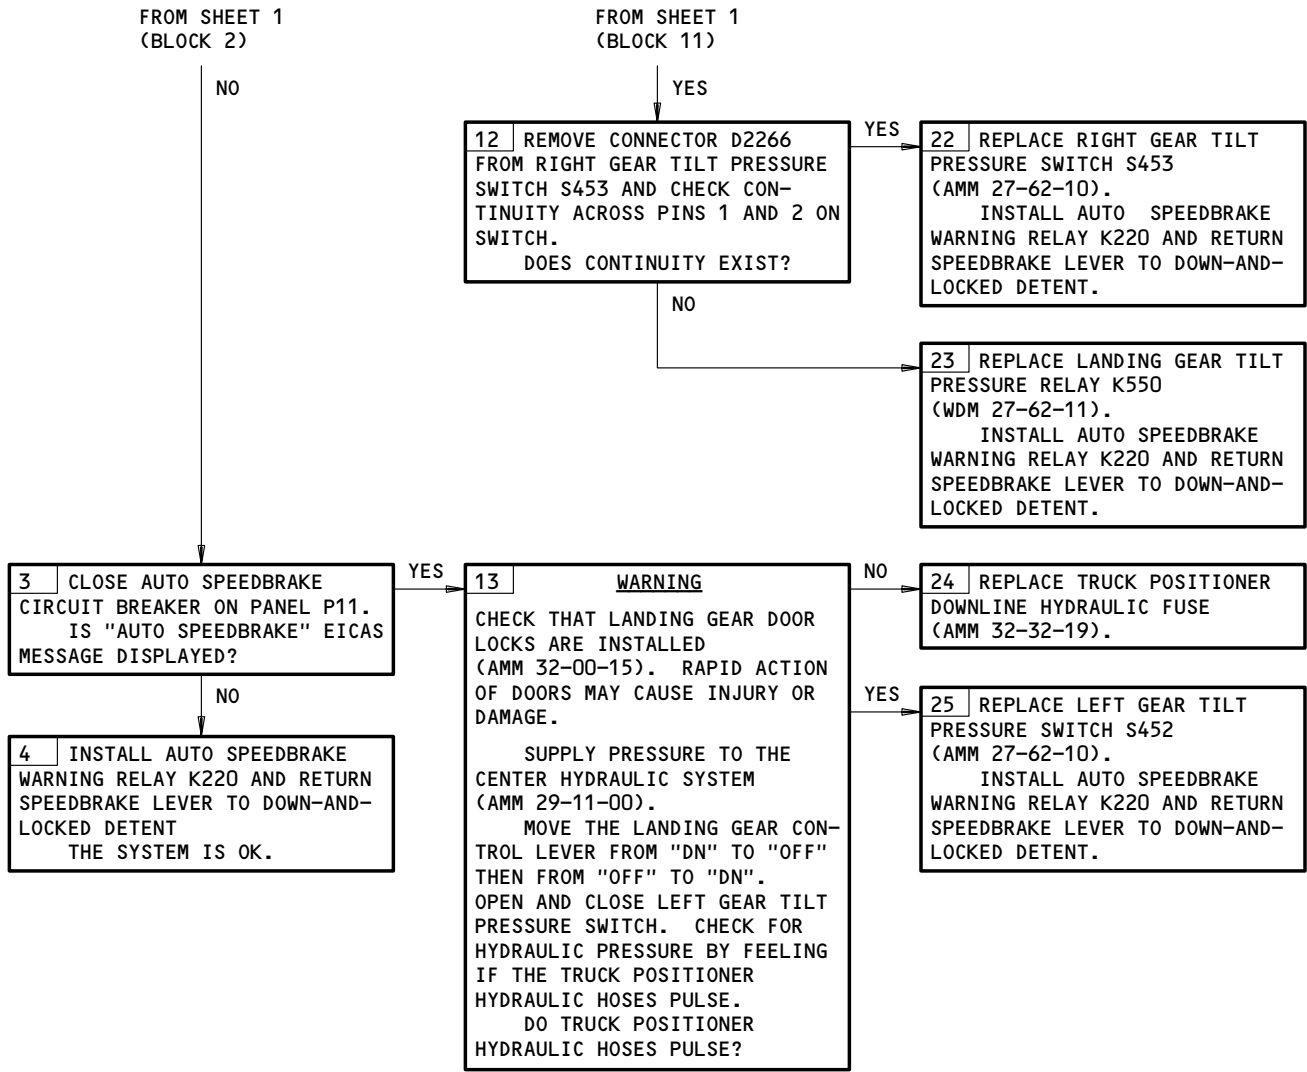 FROM SHEET 1
(BLOCK 2)
NO
FROM SHEET 1
(BLOCK 11)
YES
12 REMOVE CONNECTOR D2266
FROM RIGHT GEAR TILT PRESSURE
SWITCH S453 AND CHECK CON-
TINUITY ACROSS PINS 1 AND 2 ON
SWITCH.
DOES CONTINUITY EXIST?
YES
22 REPLACE RIGHT GEAR TILT
PRESSURE SWITCH S453
(AMM 27-62-10).
INSTALL AUTO SPEEDBRAKE
WARNING RELAY K220 AND RETURN
SPEEDBRAKE LEVER TO DOWN-AND-
LOCKED DETENT.
NO
23 REPLACE LANDING GEAR TILT
PRESSURE RELAY K550
(WDM 27-62-11).
INSTALL AUTO SPEEDBRAKE
WARNING RELAY K220 AND RETURN
SPEEDBRAKE LEVER TO DOWN-AND-
LOCKED DETENT.
3 CLOSE AUTO SPEEDBRAKE
CIRCUIT BREAKER ON PANEL P11.
IS "AUTO SPEEDBRAKE" EICAS
MESSAGE DISPLAYED?
YES
NO
4 INSTALL AUTO SPEEDBRAKE
WARNING RELAY K220 AND RETURN
SPEEDBRAKE LEVER TO DOWN-AND-
LOCKED DETENT
THE SYSTEM IS OK.
13 WARNING
CHECK THAT LANDING GEAR DOOR
LOCKS ARE INSTALLED
(AMM 32-00-15). RAPID ACTION
OF DOORS MAY CAUSE INJURY OR
DAMAGE.
SUPPLY PRESSURE TO THE
CENTER HYDRAULIC SYSTEM
(AMM 29-11-00).
MOVE THE LANDING GEAR CON-
TROL LEVER FROM "DN" TO "OFF"
THEN FROM "OFF" TO "DN".
OPEN AND CLOSE LEFT GEAR TILT
PRESSURE SWITCH. CHECK FOR
HYDRAULIC PRESSURE BY FEELING
IF THE TRUCK POSITIONER
HYDRAULIC HOSES PULSE.
DO TRUCK POSITIONER
HYDRAULIC HOSES PULSE?
NO
24 REPLACE TRUCK POSITIONER
DOWNLINE HYDRAULIC FUSE
(AMM 32-32-19).
YES
25 REPLACE LEFT GEAR TILT
PRESSURE SWITCH S452
(AMM 27-62-10).
INSTALL AUTO SPEEDBRAKE
WARNING RELAY K220 AND RETURN
SPEEDBRAKE LEVER TO DOWN-AND-
LOCKED DETENT.